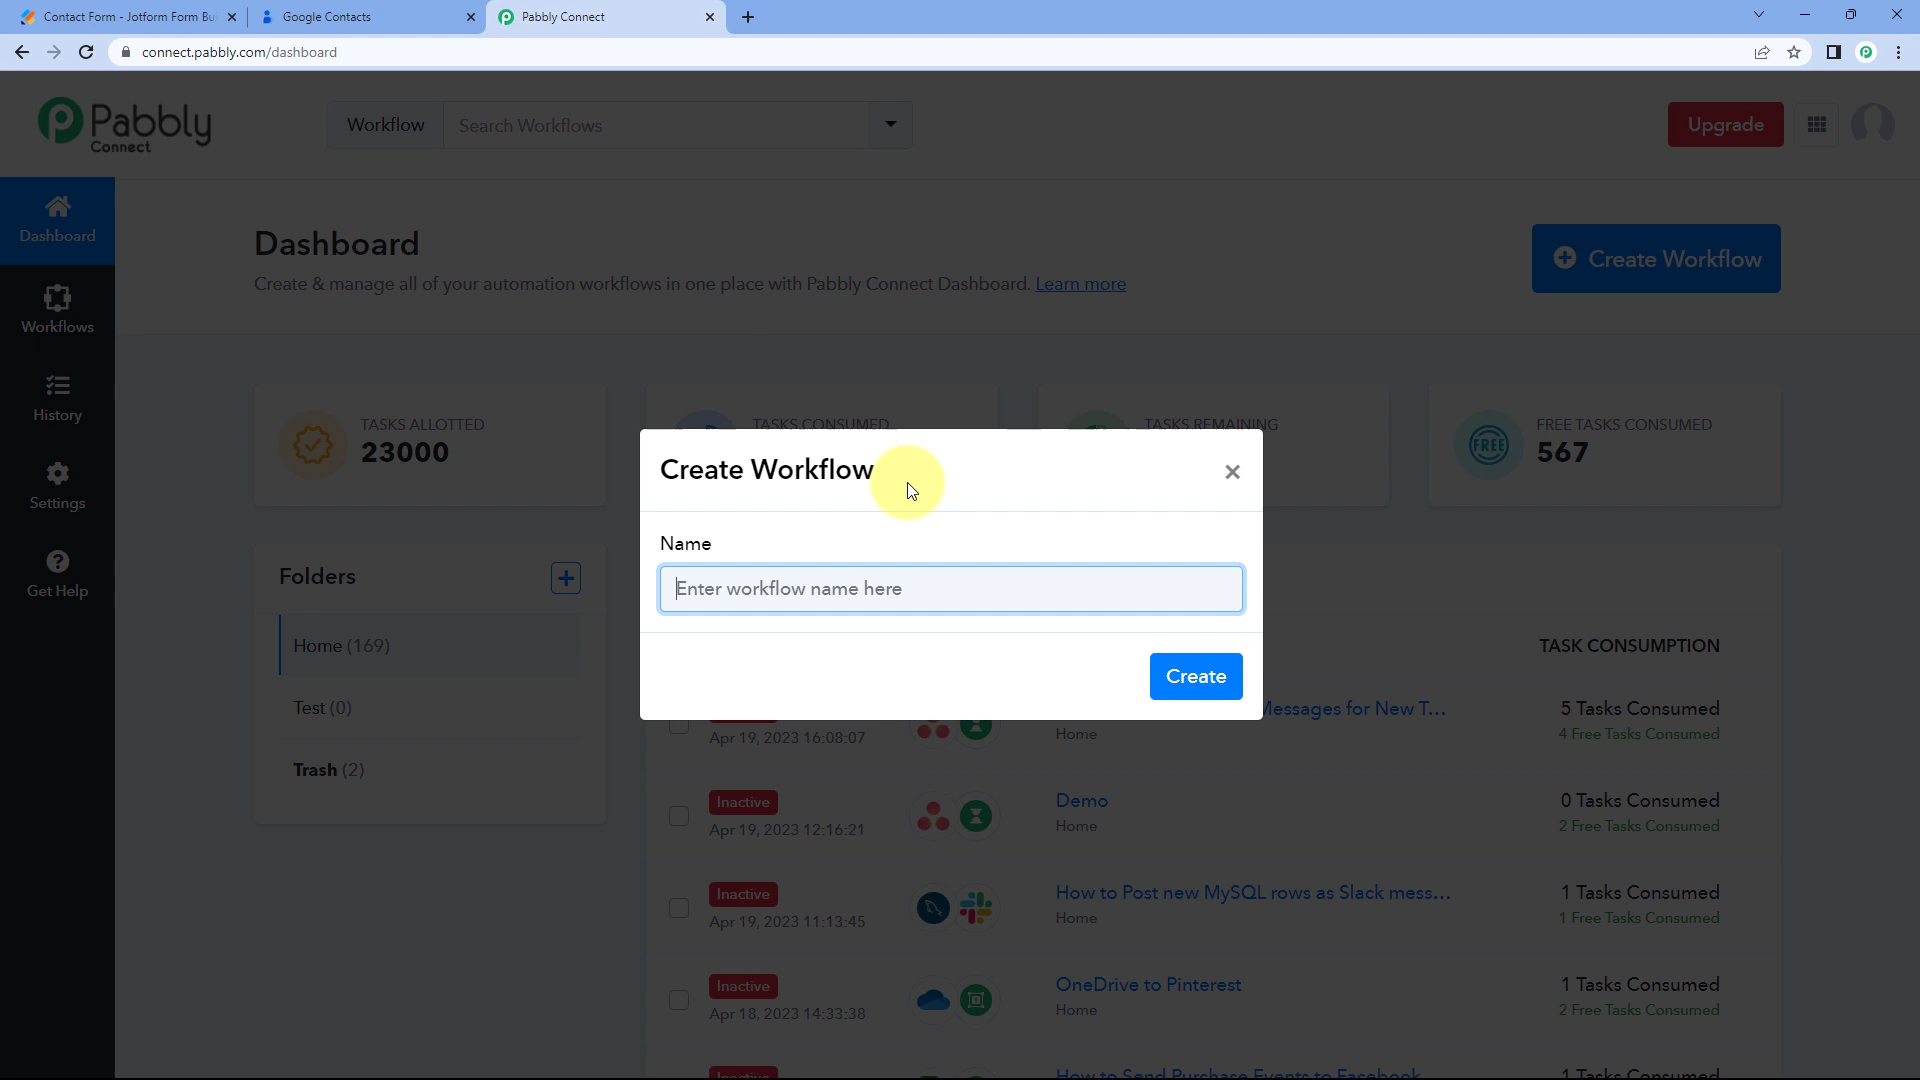 Contact Form - Jotform Form Bu
Google Contacts
Pabbly Connect
connect.pabbly.com/dashboard
Pabbly
Connect
Workflow
Search Workflows
Upgrade
Dashboard
Workflows
History
Settings
Get Help
Dashboard
Create & manage all of your automation workflows in one place with Pabbly Connect Dashboard. Learn more
Create Workflow
TASKS ALLOTTED
23000
TASKS CONSUMED
TASKS REMAINING
FREE
FREE TASKS CONSUMED
567
Create Workflow
Name
Enter workflow name here
Create
Folders
Home (169)
Test (0)
Trash (2)
TASK CONSUMPTION
Apr 19, 2023 16:08:07
Messages for New T...
Home
5 Tasks Consumed
4 Free Tasks Consumed
Inactive
Apr 19, 2023 12:16:21
Demo
Home
0 Tasks Consumed
2 Free Tasks Consumed
Inactive
Apr 19, 2023 11:13:45
How to Post new MySQL rows as Slack mess...
Home
1 Tasks Consumed
1 Free Tasks Consumed
Inactive
Apr 18, 2023 14:33:38
OneDrive to Pinterest
Home
1 Tasks Consumed
2 Free Tasks Consumed
Inactive
How to Send Purchase Events to Facebook
1 Tasks Consumed